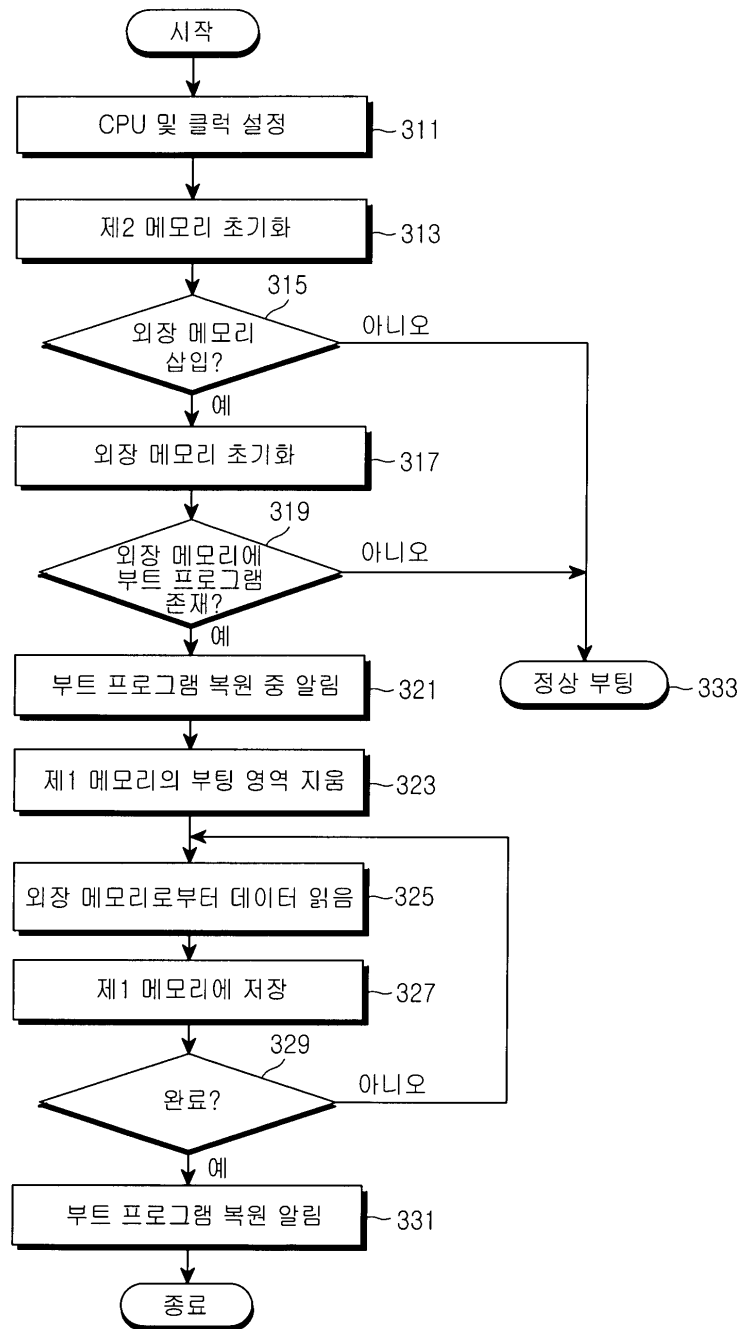 시작
CPU 및 클럭 설정
311
제2 메모리 초기화
313
315
외장 메모리
삽입?
아니오
예
외장 메모리 초기화
317
319
외장 메모리에
부트 프로그램
존재?
아니오
예
부트 프로그램 복원 중 알림
321
정상 부팅
333
제1 메모리의 부팅 영역 지움
323
외장 메모리로부터 데이터 읽음
325
제1 메모리에 저장
327
329
완료?
아니오
예
부트 프로그램 복원 알림
331
종료